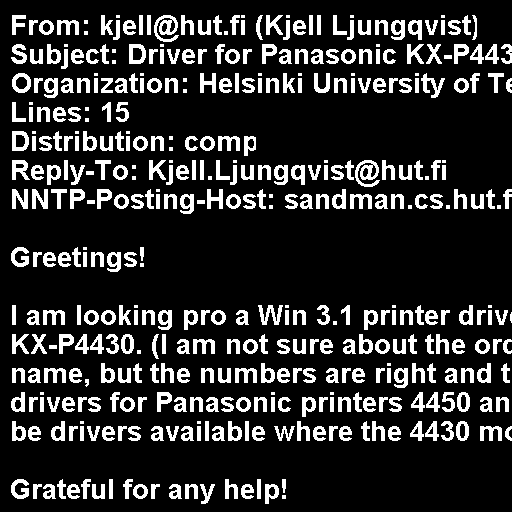 From: kjell@hut.fi (Kjell Ljungqvist)
Subject: Driver for Panasonic KX-P443
Organization: Helsinki University of Te
Lines: 15
Distribution: comp
Reply-To: Kjell.Ljungqvist@hut.fi
NNTP-Posting-Host: sandman.cs.hut.f

Greetings!

I am looking pro a Win 3.1 printer drive
KX-P4430. (I am not sure about the ord
name, but the numbers are right and t
drivers for Panasonic printers 4450 an
be drivers available where the 4430 mo

Grateful for any help!